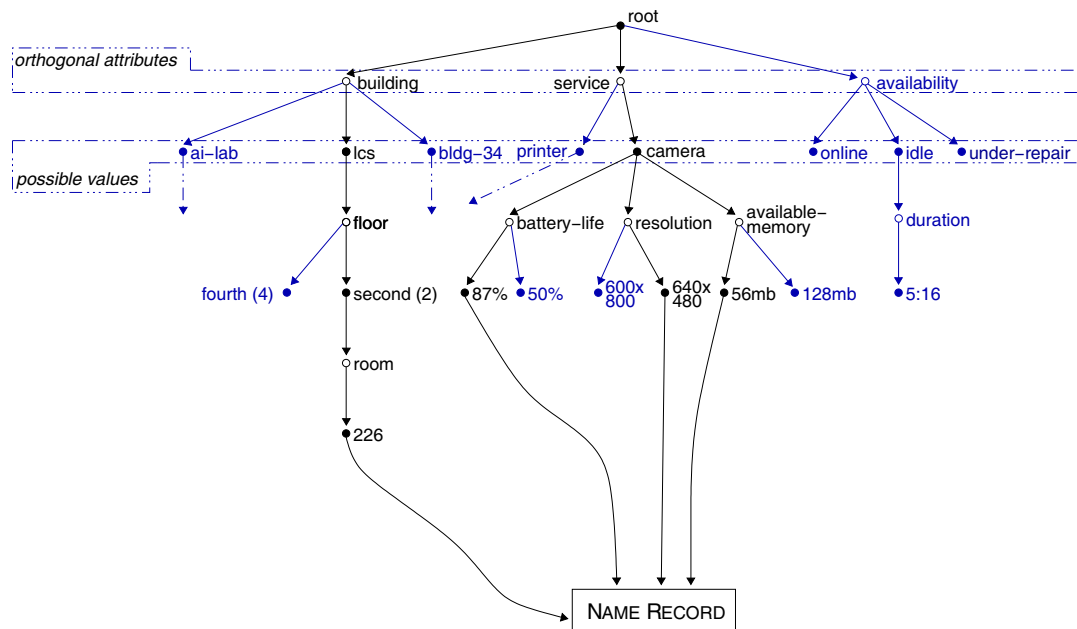 root
orthogonal attributes
building
service
availability
ai-lab
lcs
bldg-34
printer
camera
online
idle
under-repair
possible values
floor
battery-life
resolution
available-
memory
duration
fourth (4)
second (2)
87%
50%
600x
800
640x
480
56mb
128mb
5:16
room
226
NAME RECORD